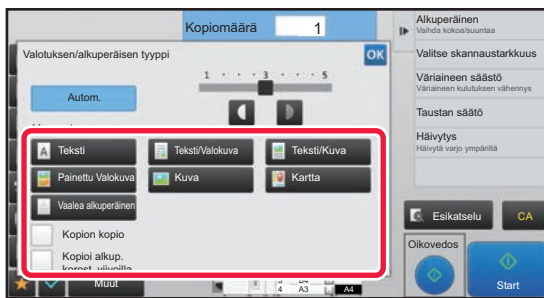 Kopiomäärä 1
Alkuperäinen
Vaihda kokoa/suuntaa
Valotuksen/alkuperäisen tyyppi
OK
Valitse skannaustarkkuus
1 3 5
Väriaineen säästö
Väriaineen kulutuksen vähennys
Autom.
Taustan säätö
Häivytys
Häivytä varjo ympäriltä
A Teksti
Teksti/Valokuva
Teksti/Kuva
Painettu Valokuva
Kuva
Kartta
Vaalea alkuperäinen
Kopion kopio
Esikatselu
CA
Kopioi alkup.
korost. viivoilla
Oikovedos
Start
Muut
4 A3
A4